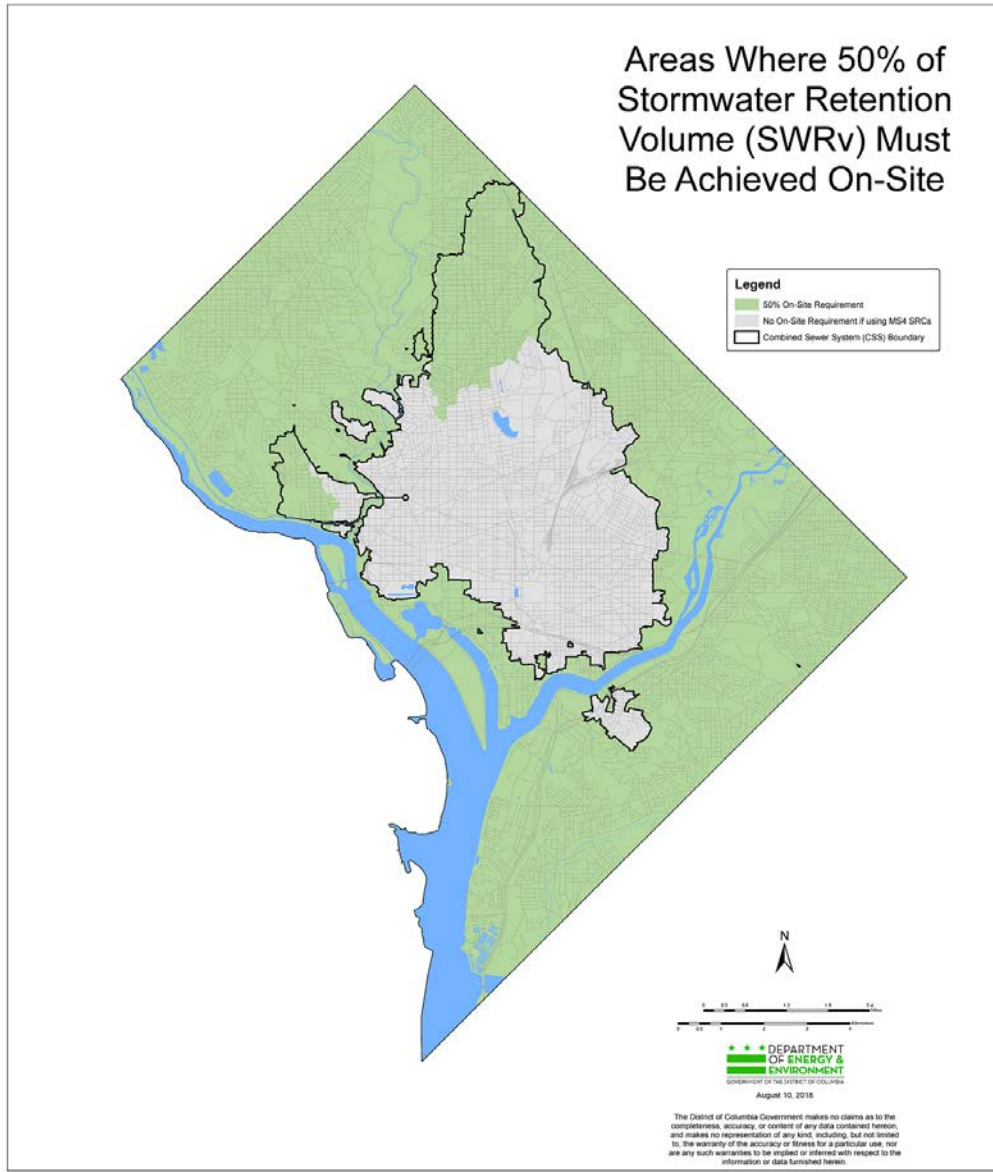 Areas Where 50% of
Stormwater Retention
Volume (SWRv) Must
Be Achieved On-Site
Legend
50% On-Site Requirement
No On-Site Requirement if using MS4 SRCs
Combined Sewer System (CSS) Boundary
N
DEPARTMENT
OF ENERGY &
ENVIRONMENT
GOVERNMENT OF THE DISTRICT OF COLUMBIA
August 10, 2018
The District of Columbia Government makes no claims as to the
completeness, accuracy, or content of any data contained hereon,
and makes no representation of any kind, including, but not limited
to, the warranty of the accuracy or fitness for a particular use, nor
are any such warranties to be implied or inferred with respect to the
information or data furnished herein.